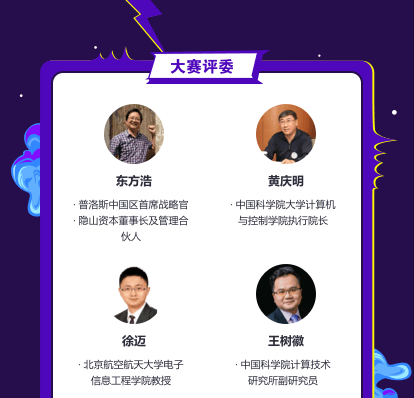 大赛评委
东方浩
黄庆明
· 普洛斯中国区首席战略官
· 隐山资本董事长及管理合
伙人
· 中国科学院大学计算机
与控制学院执行院长
徐迈
王树徽
· 北京航空航天大学电子
信息工程学院教授
· 中国科学院计算技术
研究所副研究员